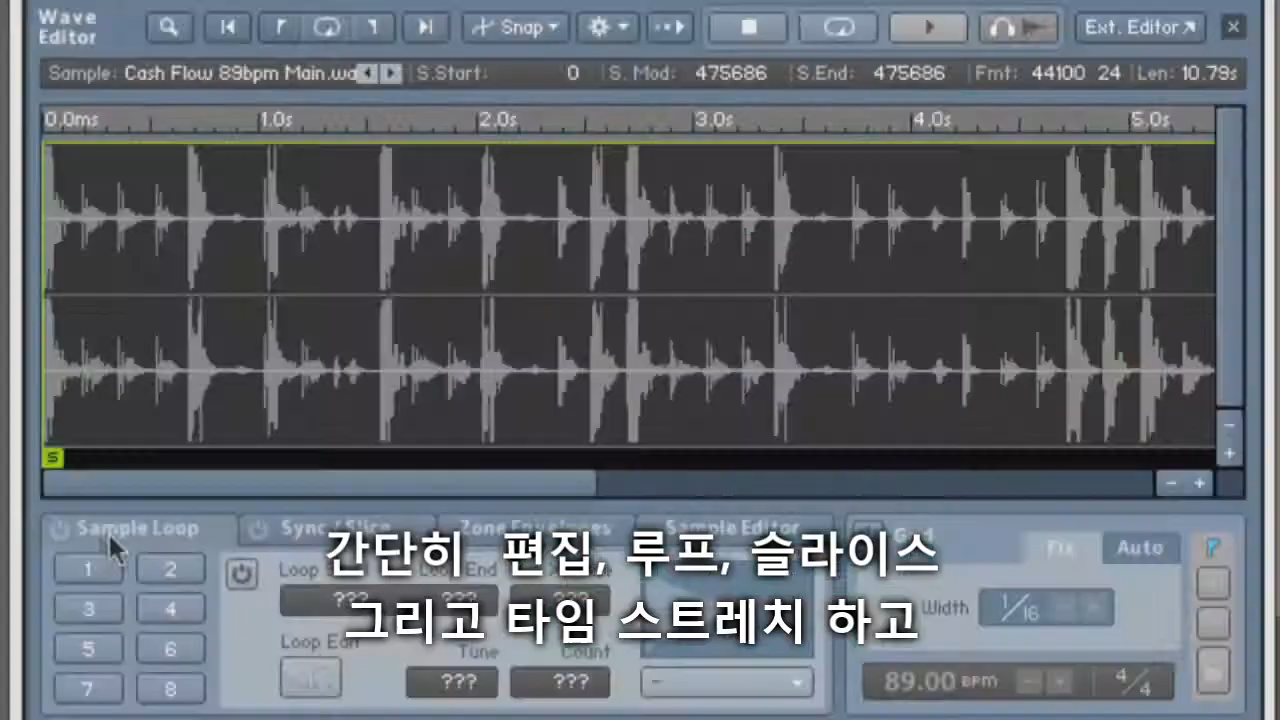 Wave Editor
Snap
Ext. Editor
Sample: Cash Flow 89bpm Main.wa S.Start: 0 S. Mod: 475686 S.End: 475686 Fmt: 44100 24 Len: 10.79s
0.0ms 1.0s 2.0s 3.0s 4.0s 5.0s
S
Sample Loop Sync / Slice Zone Envelopes Sample Editor Grid
Fix Auto
1 2
3 4
5 6
7 8
Loop End
???
Width 1/16
Tune Count
??? ???
89.00 BPM 4/4
간단히 편집, 루프, 슬라이스
그리고 타임 스트레치 하고